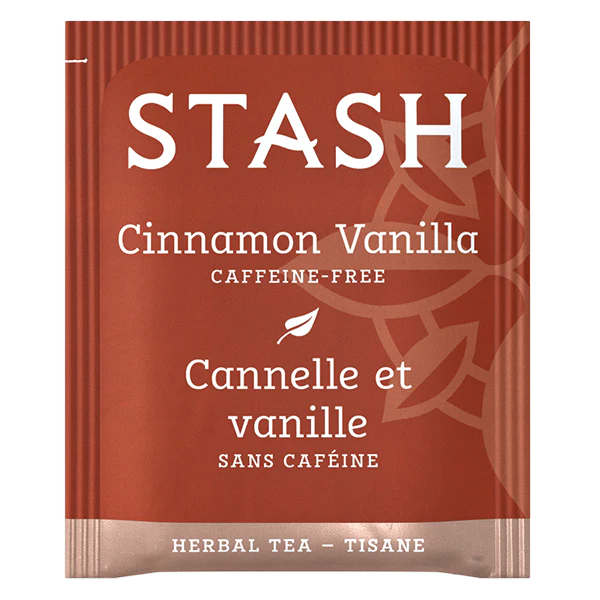 STASH
Cinnamon Vanilla
CAFFEINE-FREE
Cannelle et
vanille
SANS CAFÉINE
HERBAL TEA – TISANE